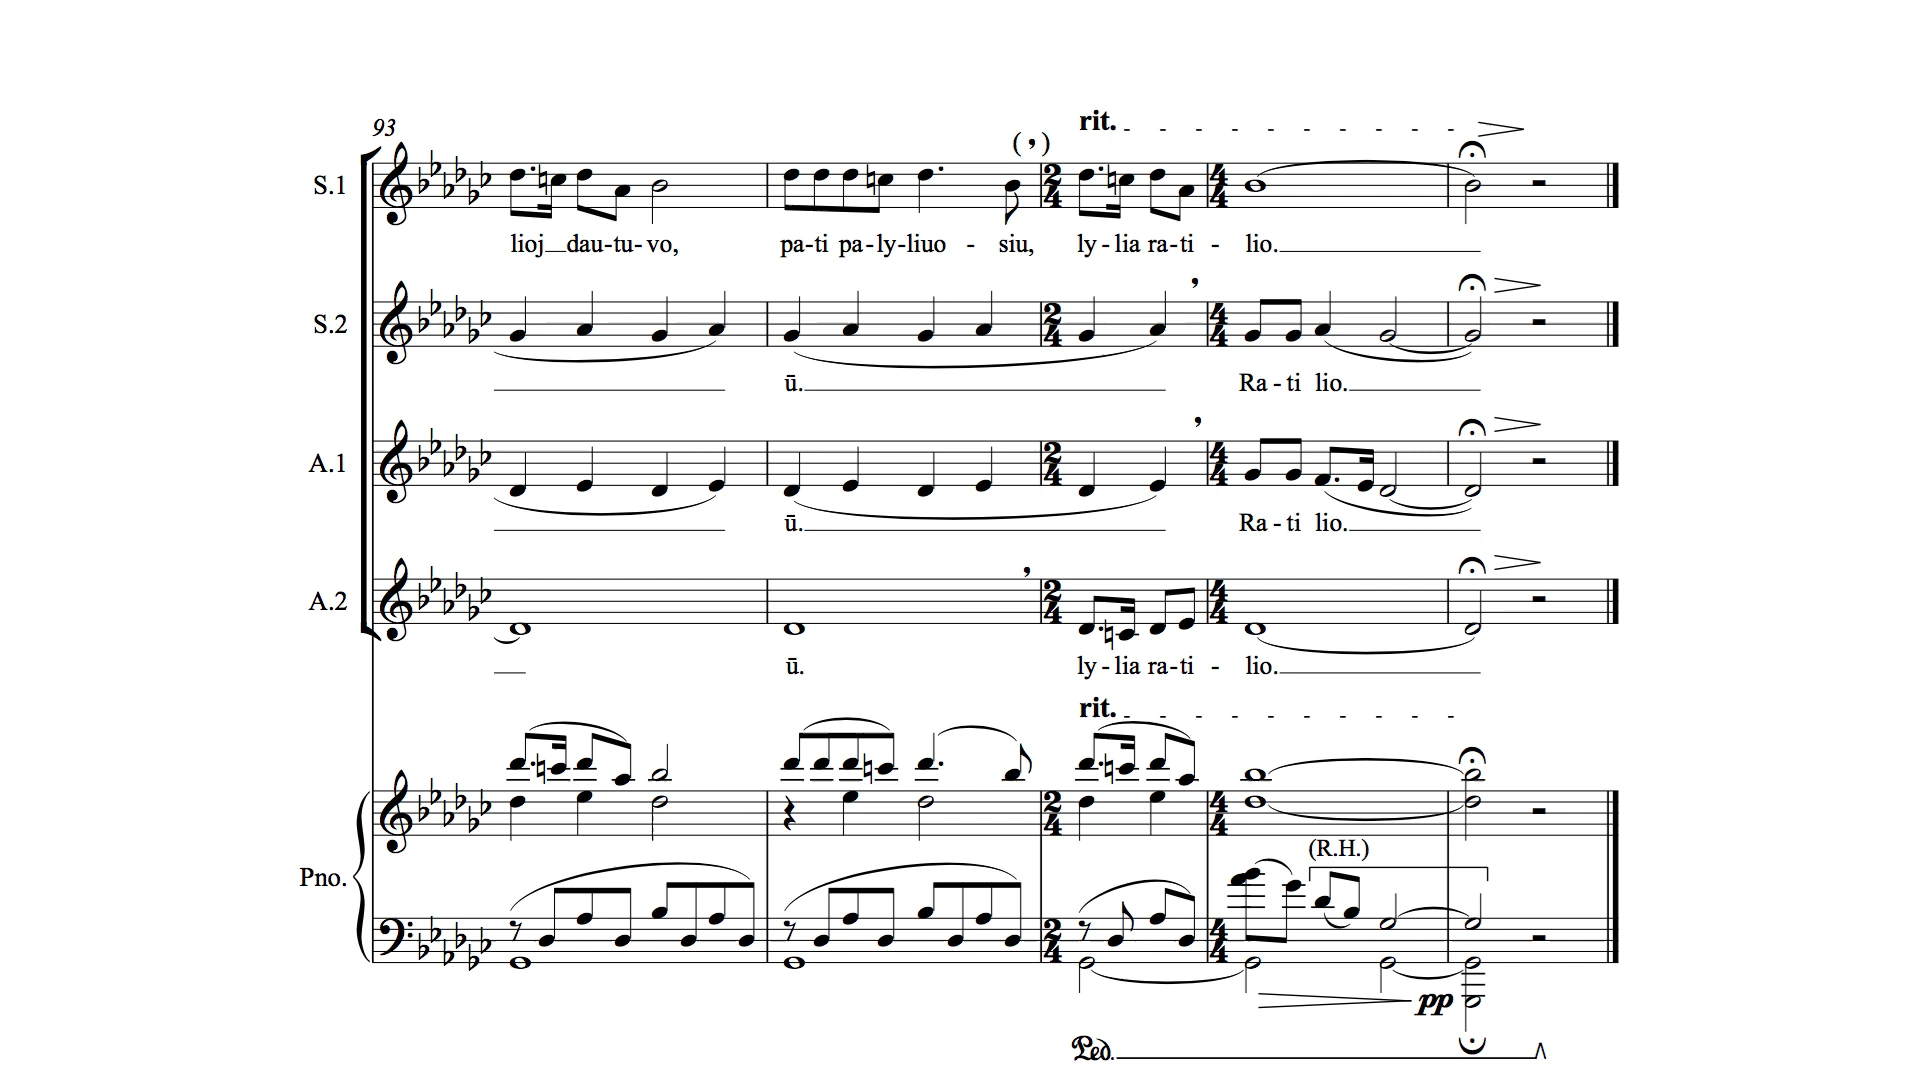 93
rit.
(,)
S.1
lioj dau-tu-vo, pa-ti pa-ly-liuo - siu, ly-lia ra-ti - lio.
S.2
ū. Ra-ti lio.
A.1
ū. Ra-ti lio.
A.2
ū. ly-lia ra-ti - lio.
rit.
Pno.
(R.H.)
pp
Ped.